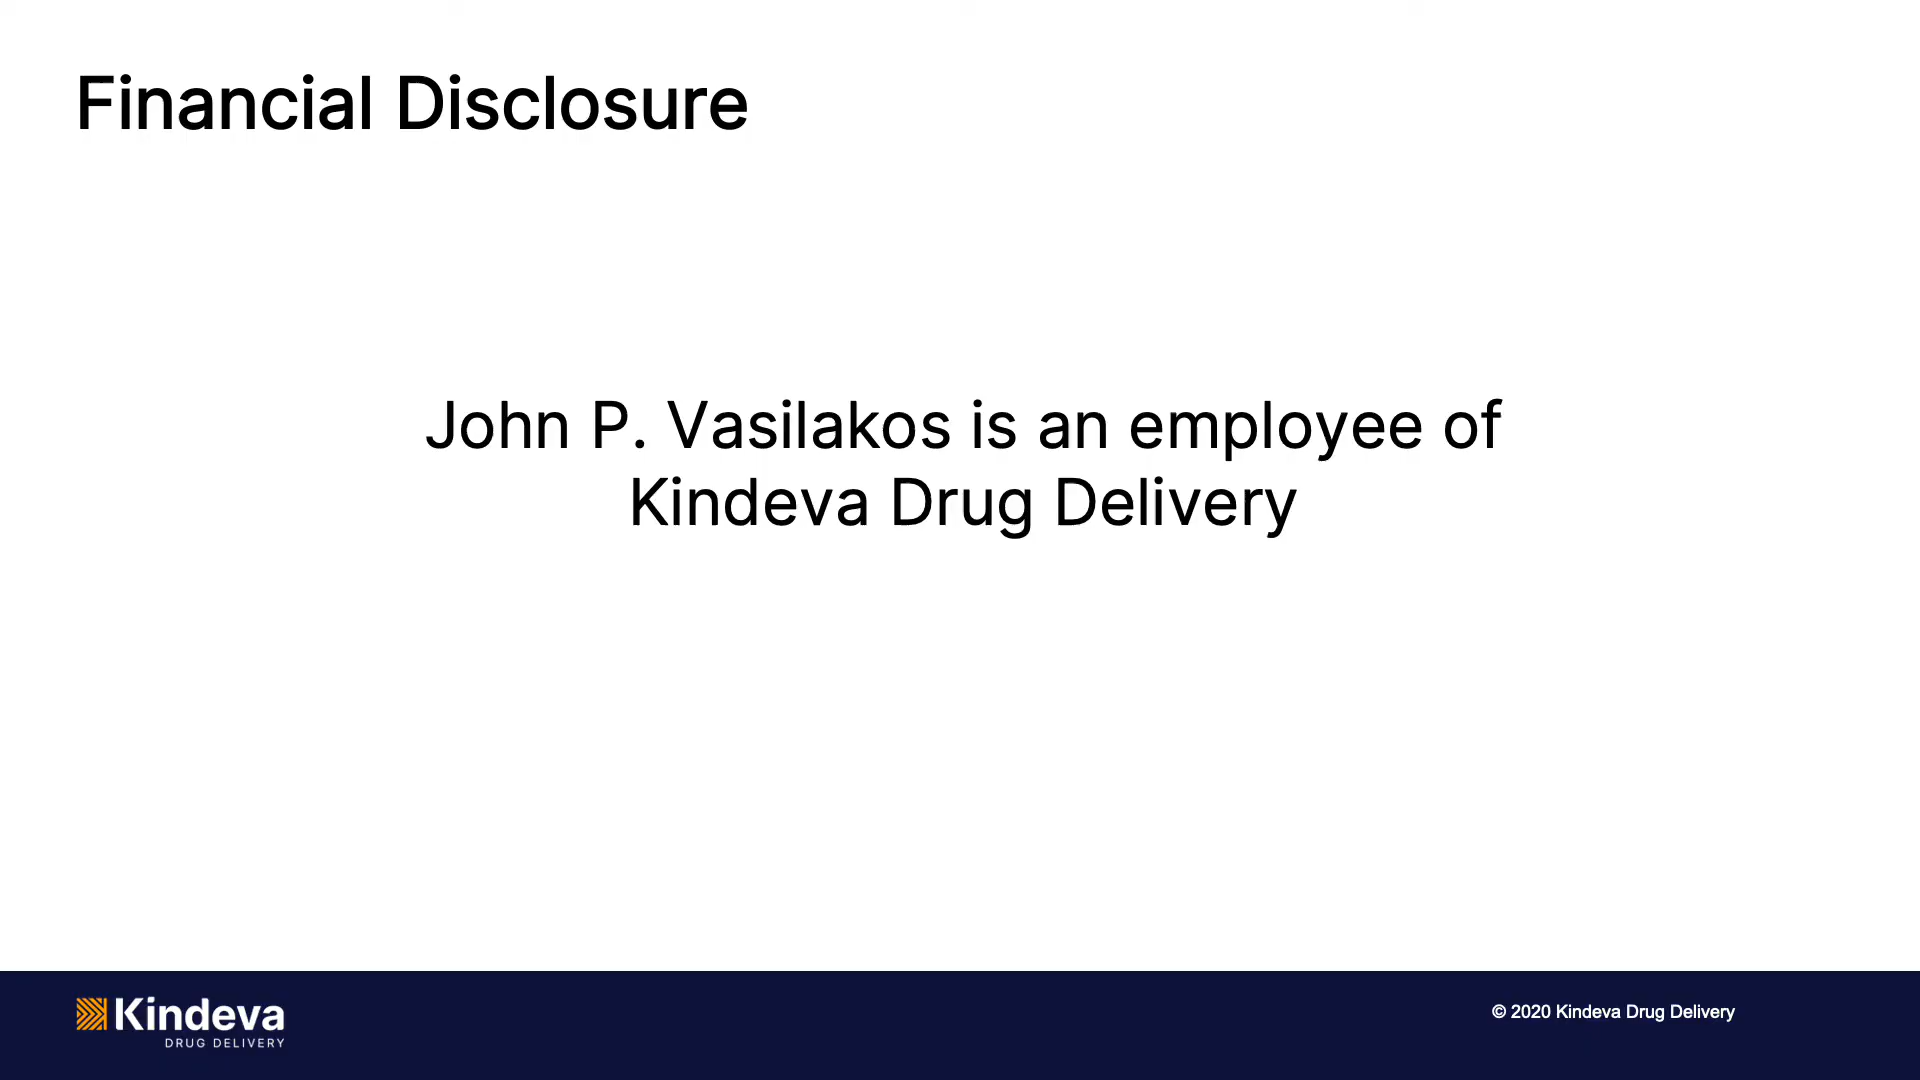 Financial Disclosure
John P. Vasilakos is an employee of
Kindeva Drug Delivery
Kindeva
DRUG DELIVERY
© 2020 Kindeva Drug Delivery